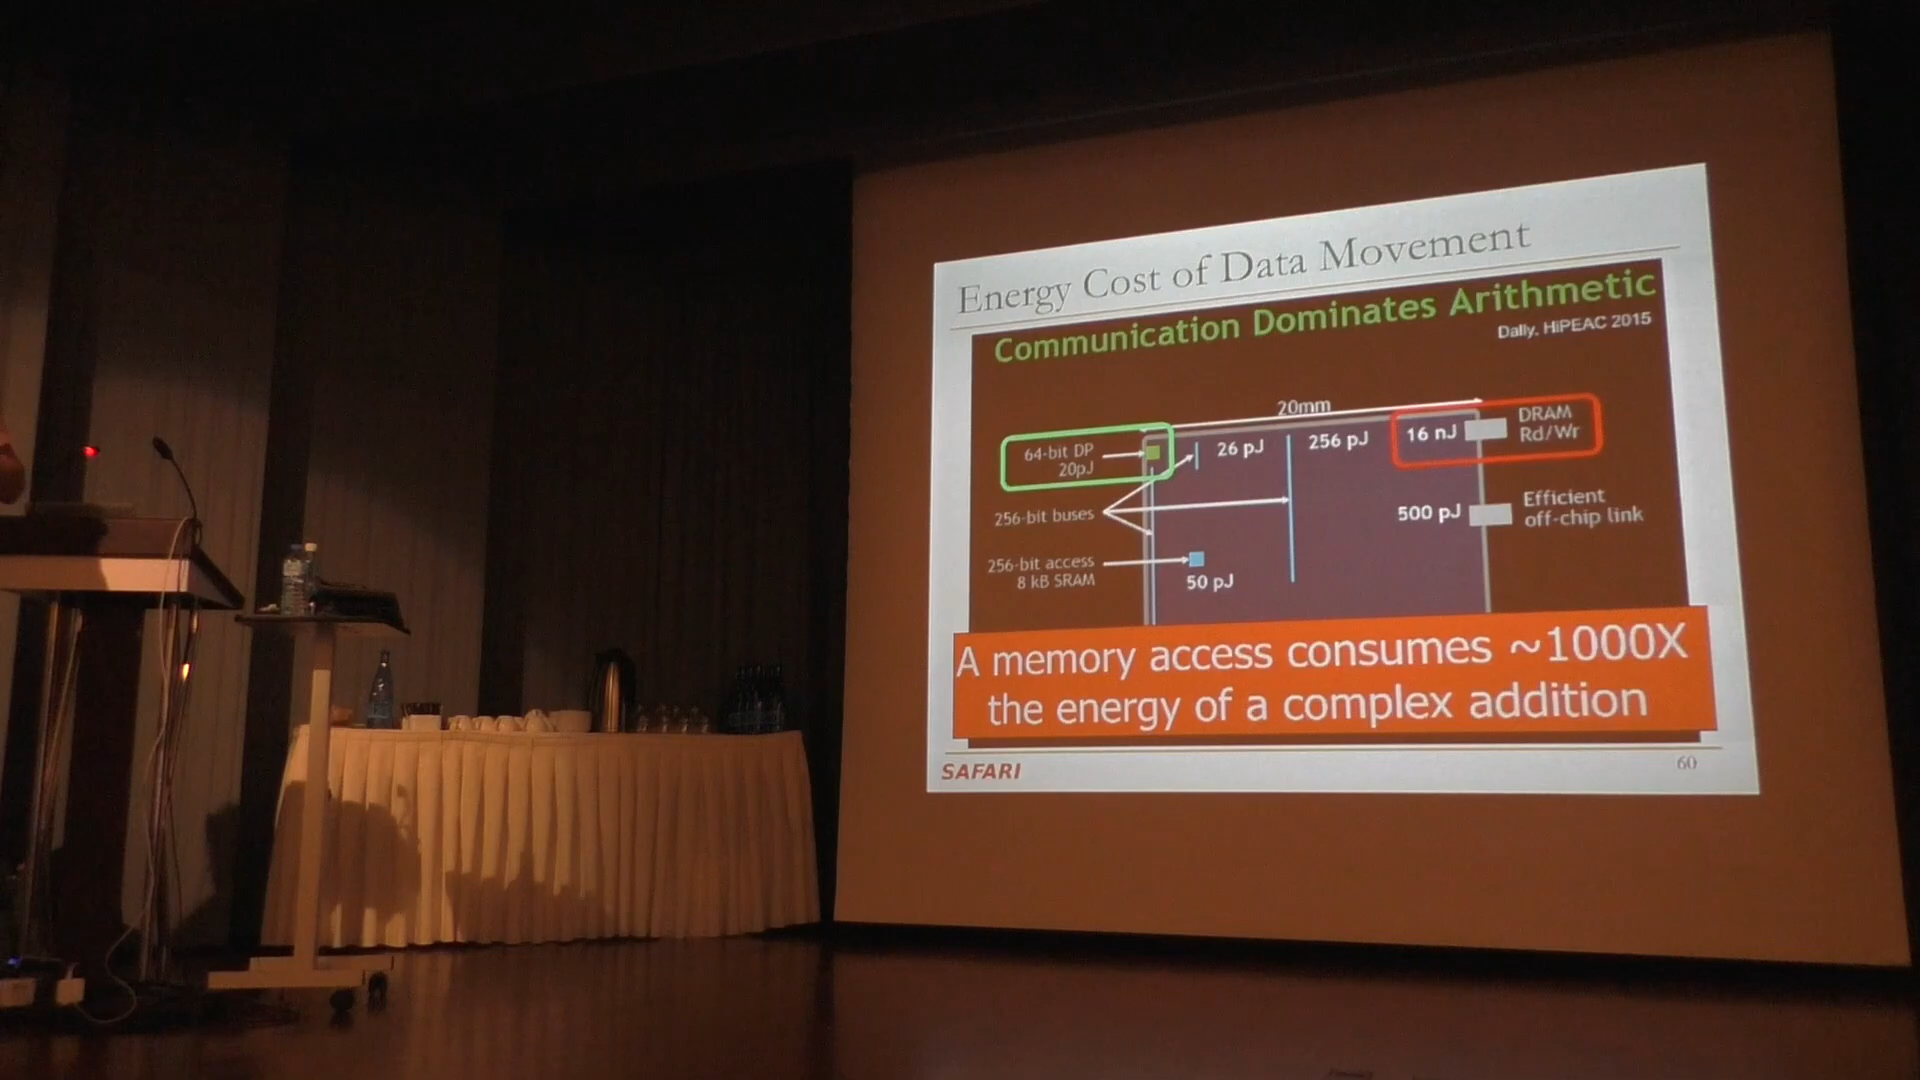 Energy Cost of Data Movement
Communication Dominates Arithmetic
Dally, HiPEAC 2015
20mm
64-bit DP
20pJ
26 pJ
256 pJ
16 nJ
DRAM
Rd/Wr
256-bit buses
500 pJ
Efficient
off-chip link
256-bit access
8 kB SRAM
50 pJ
A memory access consumes ~1000X
the energy of a complex addition
SAFARI
60